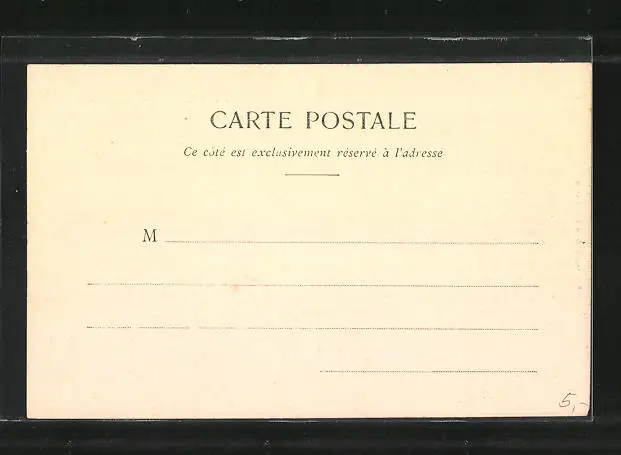 CARTE POSTALE
Ce côté est exclusivement réservé à l'adresse
M
5,-